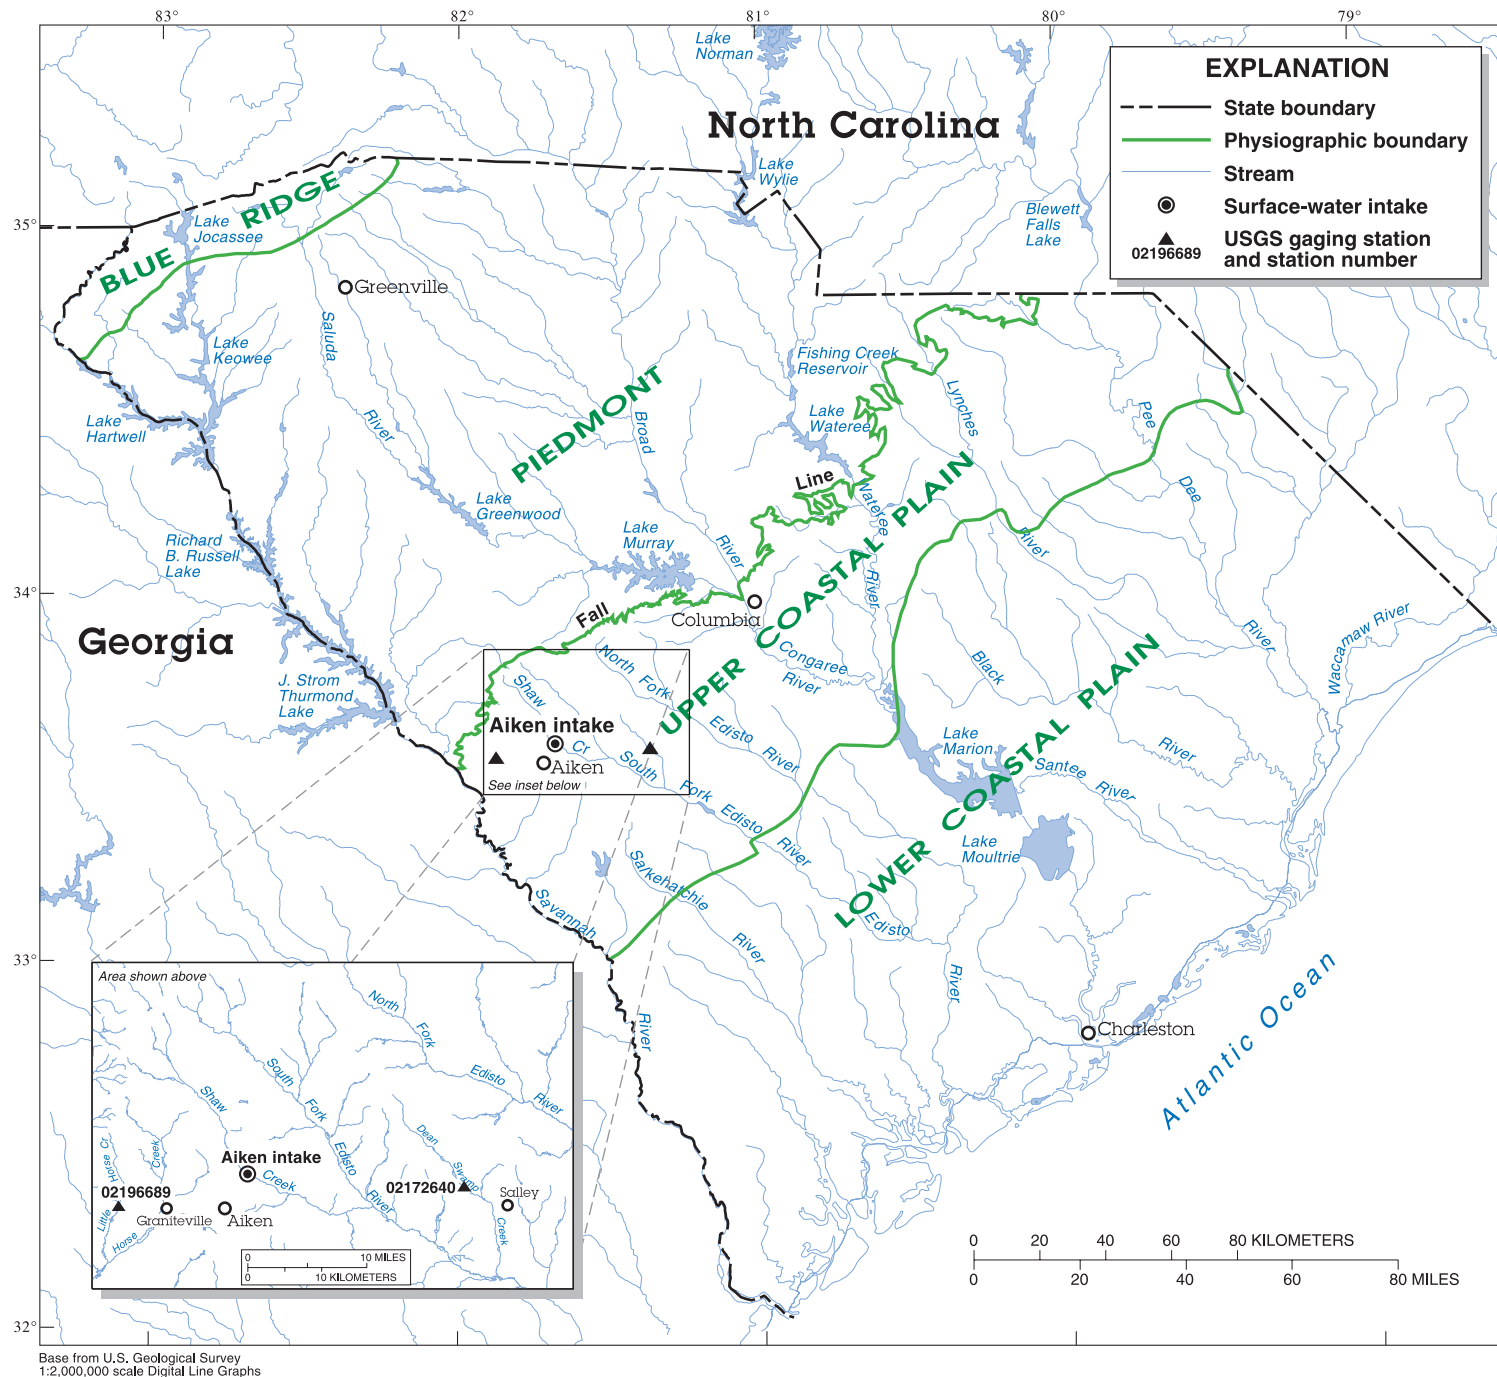 83°
82°
81°
80°
79°
Lake
Norman
EXPLANATION
State boundary
Physiographic boundary
Stream
Surface-water intake
USGS gaging station
02196689
and station number
North Carolina
Lake
Wylie
BLUE RIDGE
35°
Lake
Jocassee
Blewett
Falls
Lake
Greenville
Saluda
River
Lake
Keowee
Fishing Creek
Reservoir
PIEDMONT
Lake
Hartwell
Lake
Wateree
Lynches
Pee
Dee
River
Broad
River
Line
Wateree
River
Lake
Greenwood
Lake
Murray
Richard
B. Russell
Lake
34°
Fall
Columbia
UPPER COASTAL PLAIN
Georgia
Congaree
River
Black
River
River
Waccamaw River
LOWER COASTAL PLAIN
J. Strom
Thurmond
Lake
Shaw
Cr
North Fork
Edisto
River
Aiken intake
Aiken
See inset below
South
Fork
Edisto
River
Lake
Marion
Santee River
Lake
Moultrie
Salkehatchie
River
Savannah
River
Edisto
River
33°
Charleston
Atlantic Ocean
Area shown above
North
Fork
Edisto
River
Shaw
Creek
South
Fork
Edisto
River
Dean
Swamp
Creek
Aiken intake
Little Horse Cr
Creek
02196689
02172640
Salley
Graniteville
Aiken
Horse
0 10 MILES
0 10 KILOMETERS
0 20 40 60 80 KILOMETERS
0 20 40 60 80 MILES
32°
Base from U.S. Geological Survey
1:2,000,000 scale Digital Line Graphs